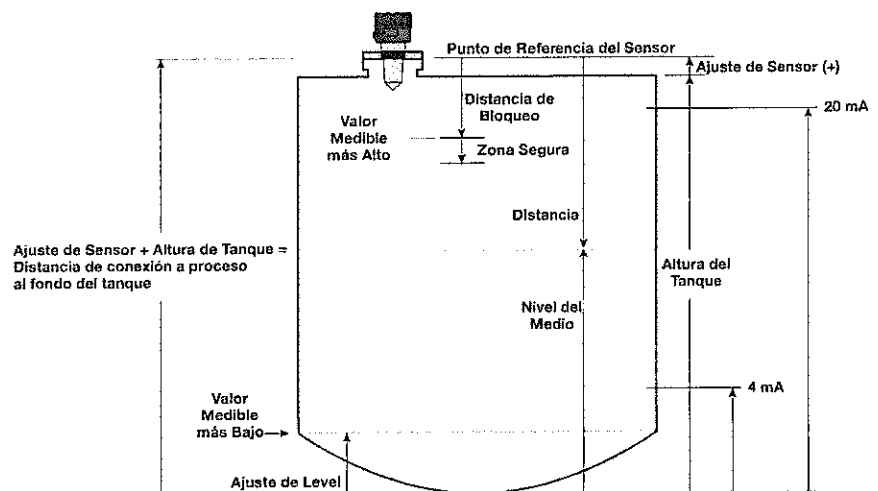 Punto de Referencia del Sensor
Ajuste de Sensor (+)
Distancia de
Bloqueo
20 mA
Valor
Medible
más Alto
Zona Segura
Distancia
Ajuste de Sensor + Altura de Tanque =
Distancia de conexión a proceso
al fondo del tanque
Altura del
Tanque
Nivel del
Medio
4 mA
Valor
Medible
más Bajo
Ajuste de Level